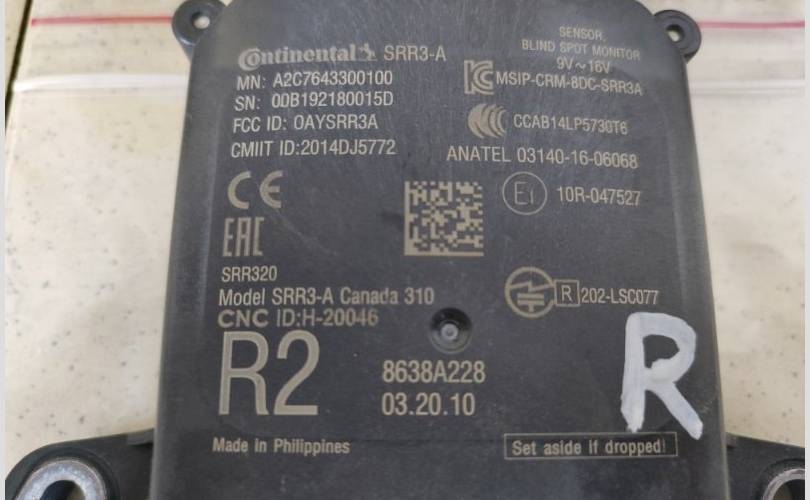 Continental SRR3-A
SENSOR,
BLIND SPOT MONITOR
9V~16V
MN: A2C7643300100
SN: 00B192180015D
FCC ID: OAYSRR3A
CMIIT ID:2014DJ5772
MSIP-CRM-8DC-SRR3A
CCAB14LP5730T6
ANATEL 03140-16-06068
CE
E1 10R-047527
EAC
SRR320
Model SRR3-A Canada 310
CNC ID:H-20046
R 202-LSC077
R2
8638A228
03.20.10
R
Made in Philippines
Set aside if dropped!